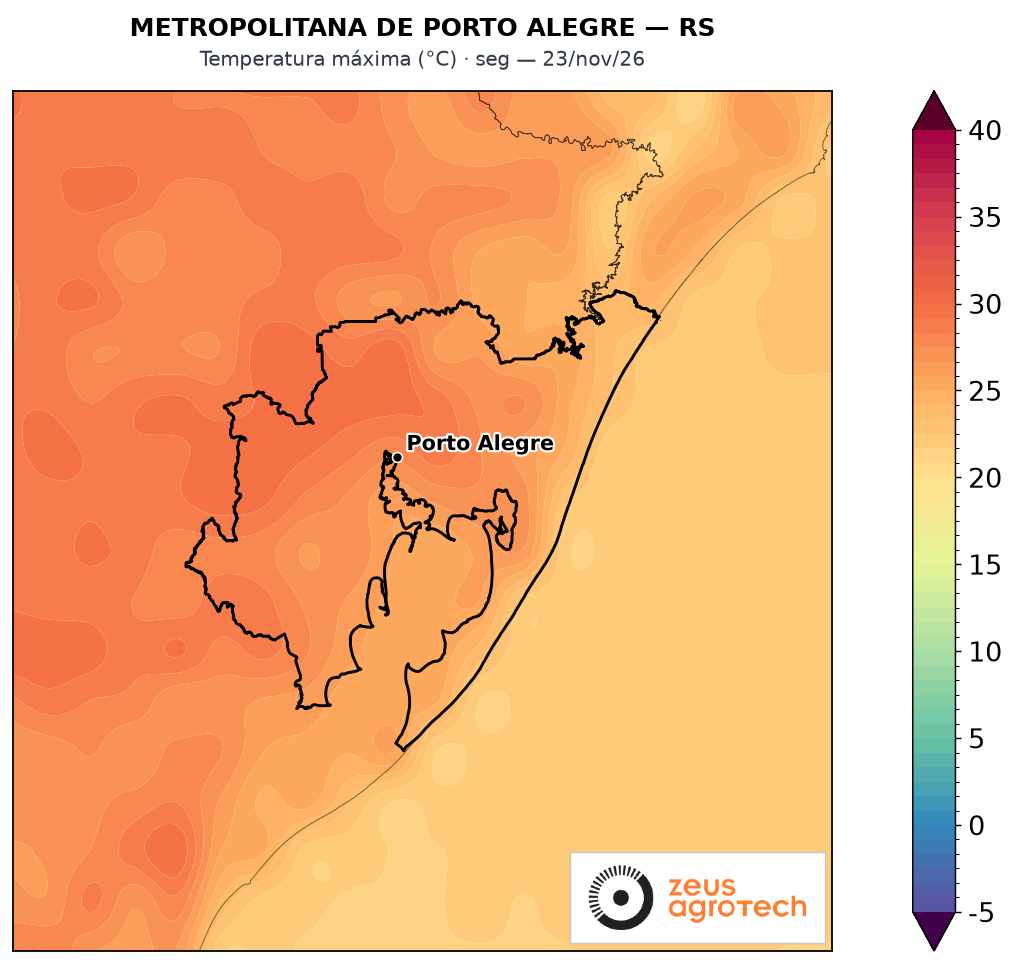 METROPOLITANA DE PORTO ALEGRE — RS
Temperatura máxima (°C) · seg — 23/nov/26
Porto Alegre
40
35
30
25
20
15
10
5
0
-5
zeus
agrotech